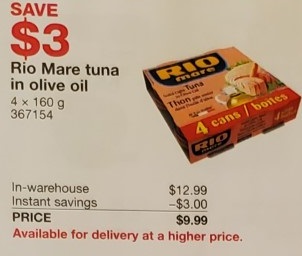 SAVE
$3
Rio Mare tuna
in olive oil
4 x 160 g
367154
RIO
mare
Tuna
Thon
4 cans / boîtes
In-warehouse $12.99
Instant savings –$3.00
PRICE $9.99
Available for delivery at a higher price.